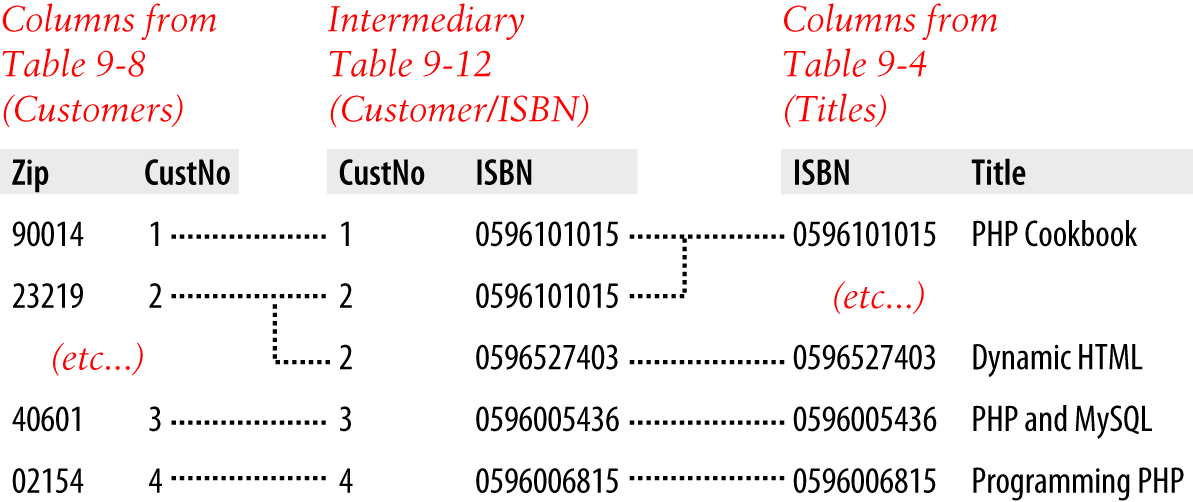 Columns from Table 9-8 (Customers)
Intermediary Table 9-12 (Customer/ISBN)
Columns from Table 9-4 (Titles)
Zip CustNo CustNo ISBN ISBN Title
90014 1 1 0596101015 0596101015 PHP Cookbook
23219 2 2 0596101015 (etc...)
(etc...) 2 0596527403 0596527403 Dynamic HTML
40601 3 3 0596005436 0596005436 PHP and MySQL
02154 4 4 0596006815 0596006815 Programming PHP